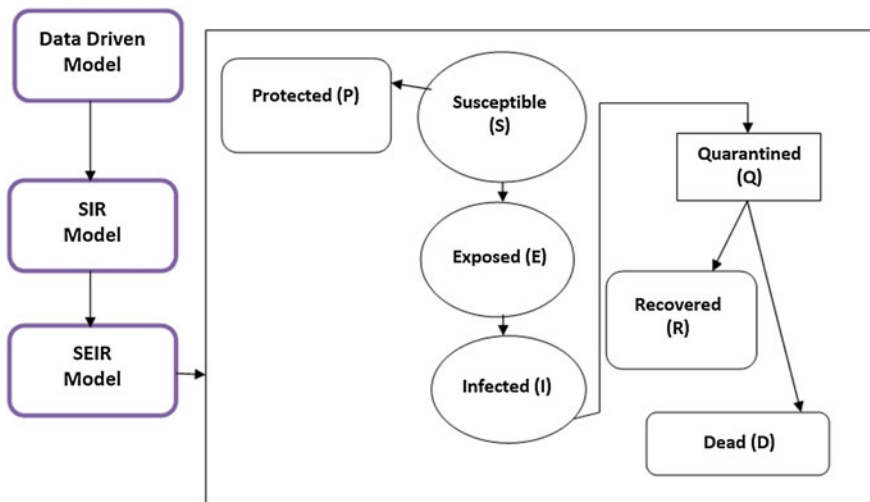 Data Driven
Model
SIR
Model
SEIR
Model
Protected (P)
Susceptible
(S)
Exposed (E)
Infected (I)
Quarantined
(Q)
Recovered
(R)
Dead (D)